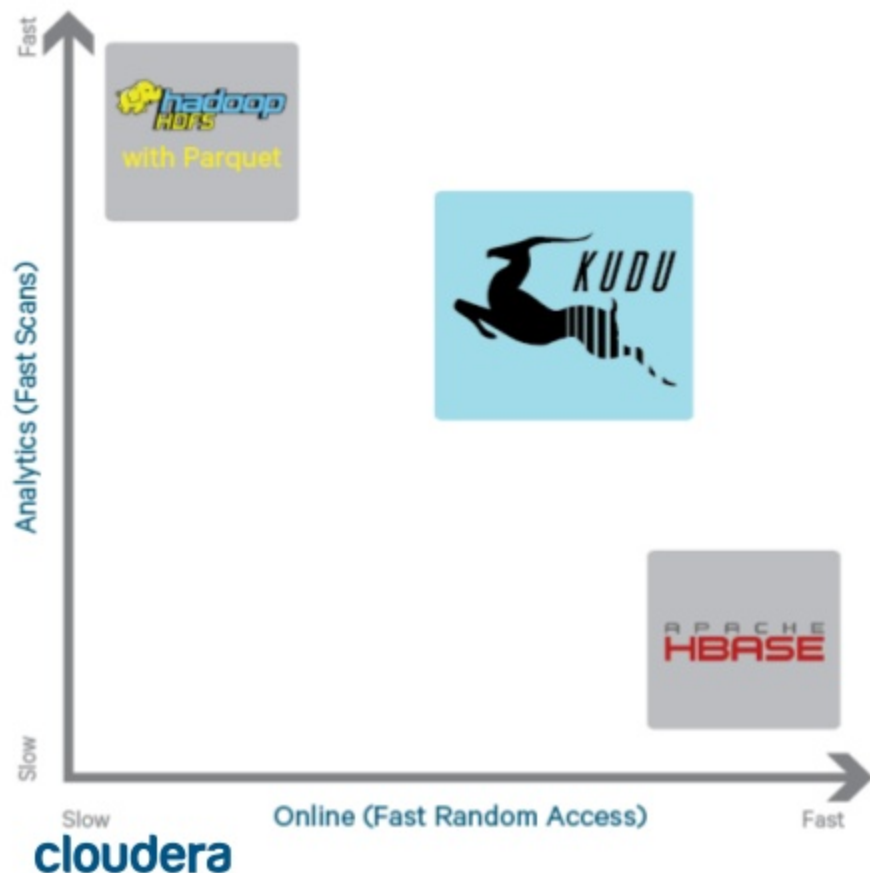 Fast
hadoop
HDFS
with Parquet
KUDU
Analytics (Fast Scans)
APACHE
HBASE
Slow
Slow
Online (Fast Random Access)
Fast
cloudera